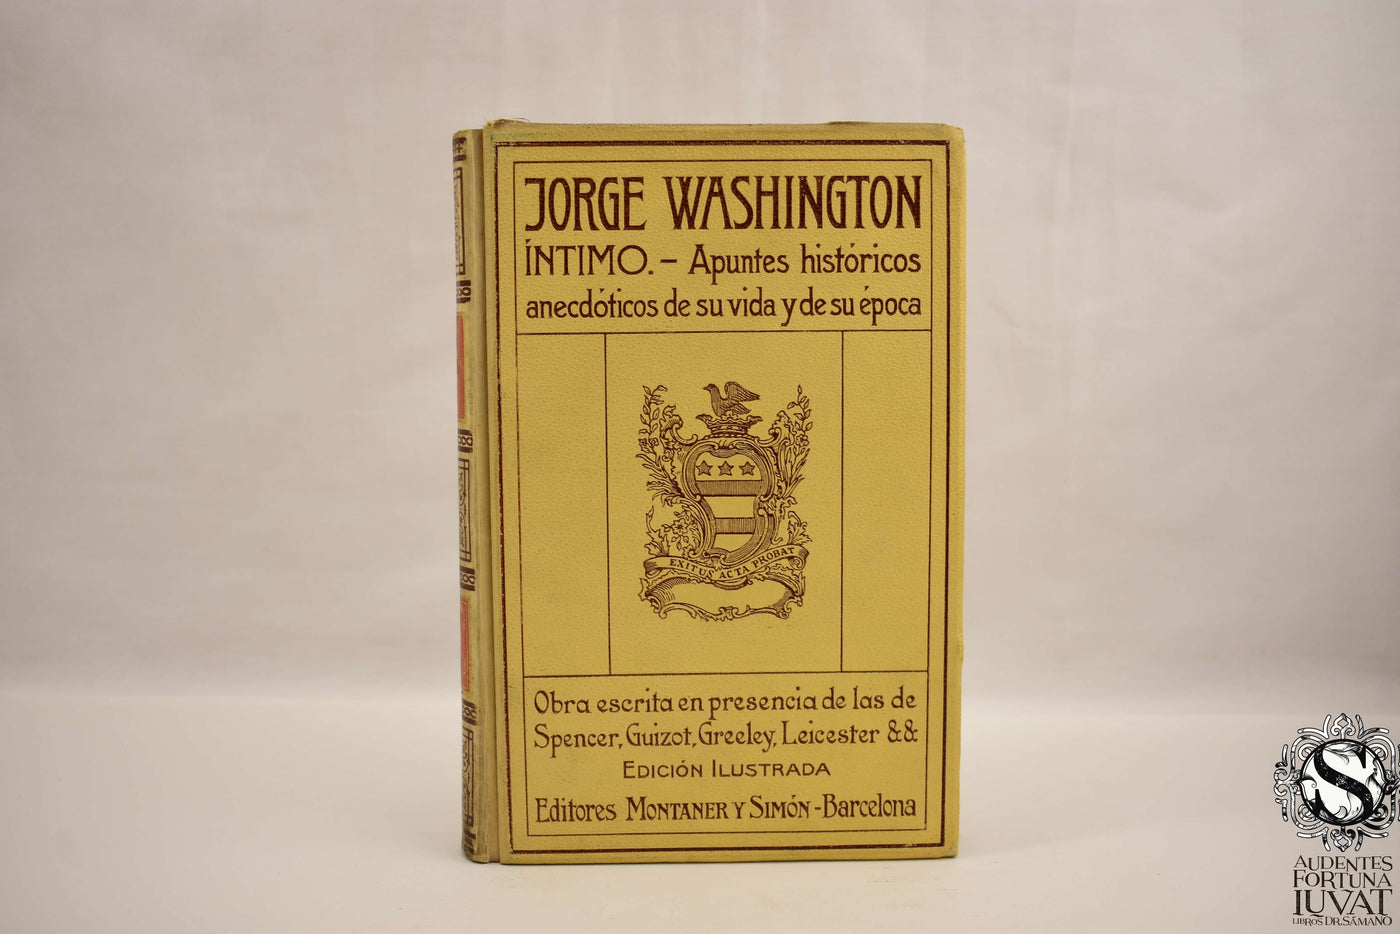 JORGE WASHINGTON
ÍNTIMO. – Apuntes históricos
anecdóticos de su vida y de su época
EXITUS ACTA PROBAT
Obra escrita en presencia de las de
Spencer, Guizot, Greeley, Leicester &&
EDICIÓN ILUSTRADA
Editores MONTANER Y SIMÓN - Barcelona
S
AUDENTES
FORTUNA
IUVAT
LIBROS DR. SÁMANO